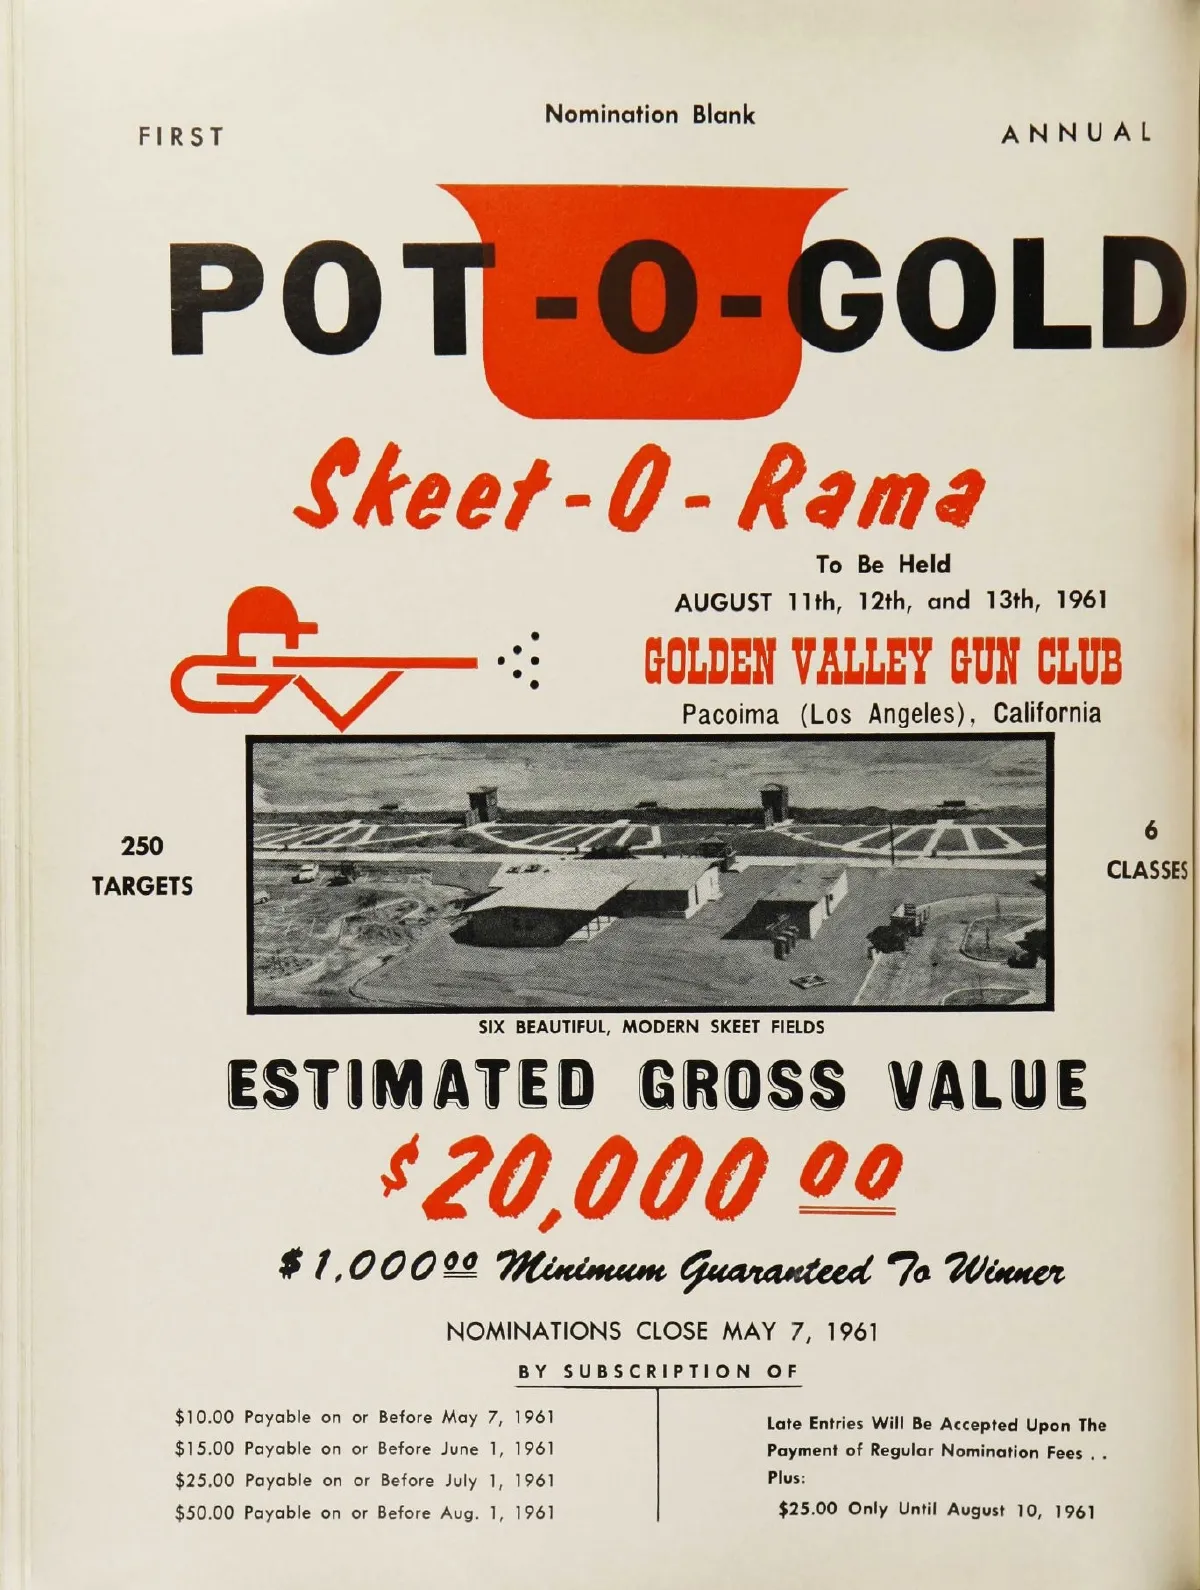 Nomination Blank
FIRST ANNUAL
POT-O-GOLD
Skeet-O-Rama
To Be Held
AUGUST 11th, 12th, and 13th, 1961
GOLDEN VALLEY GUN CLUB
Pacoima (Los Angeles), California
GV
250
TARGETS
6
CLASSES
SIX BEAUTIFUL, MODERN SKEET FIELDS
ESTIMATED GROSS VALUE
$20,000 00
$1,000 00 Minimum Guaranteed To Winner
NOMINATIONS CLOSE MAY 7, 1961
BY SUBSCRIPTION OF
$10.00 Payable on or Before May 7, 1961
$15.00 Payable on or Before June 1, 1961
$25.00 Payable on or Before July 1, 1961
$50.00 Payable on or Before Aug. 1, 1961
Late Entries Will Be Accepted Upon The
Payment of Regular Nomination Fees . .
Plus:
$25.00 Only Until August 10, 1961